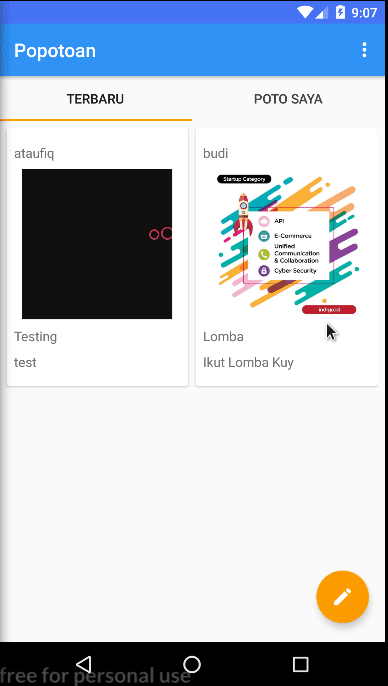 9:07
Popotoan
TERBARU
POTO SAYA
ataufiq
Testing
test
budi
Startup Category
API
E-Commerce
Unified
Communication
& Collaboration
Cyber Security
indigo.id
Lomba
Ikut Lomba Kuy
free for personal use